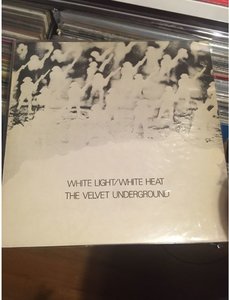 WHITE LIGHT/WHITE HEAT
THE VELVET UNDERGROUND